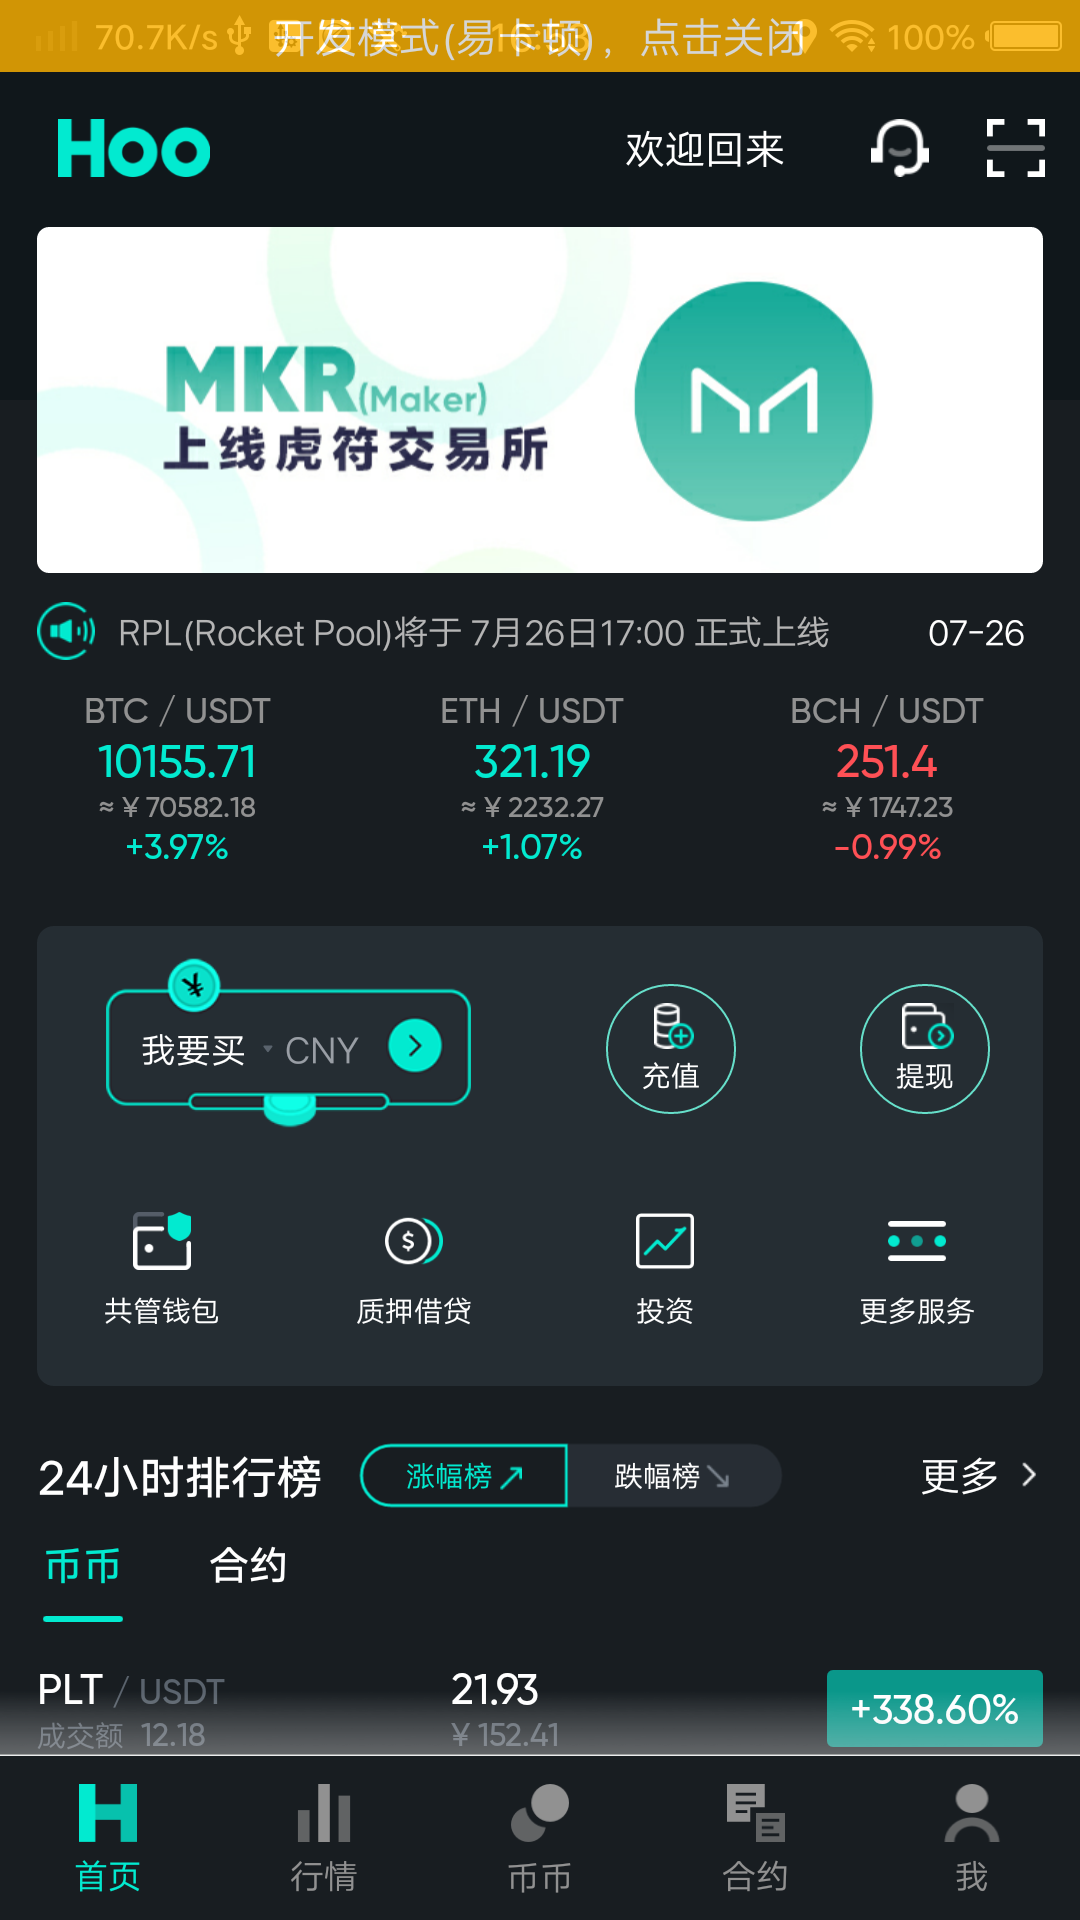 70.7K/s 开发模式(易卡顿)，点击关闭 100%
Hoo 欢迎回来
MKR(Maker)
上线虎符交易所
RPL(Rocket Pool)将于 7月26日17:00 正式上线 07-26
BTC / USDT ETH / USDT BCH / USDT
10155.71 321.19 251.4
≈ ¥ 70582.18 ≈ ¥ 2232.27 ≈ ¥ 1747.23
+3.97% +1.07% -0.99%
我要买 CNY
充值 提现
共管钱包 质押借贷 投资 更多服务
24小时排行榜 涨幅榜 跌幅榜 更多
币币 合约
PLT / USDT 21.93 +338.60%
成交额 12.18 ¥ 152.41
首页 行情 币币 合约 我